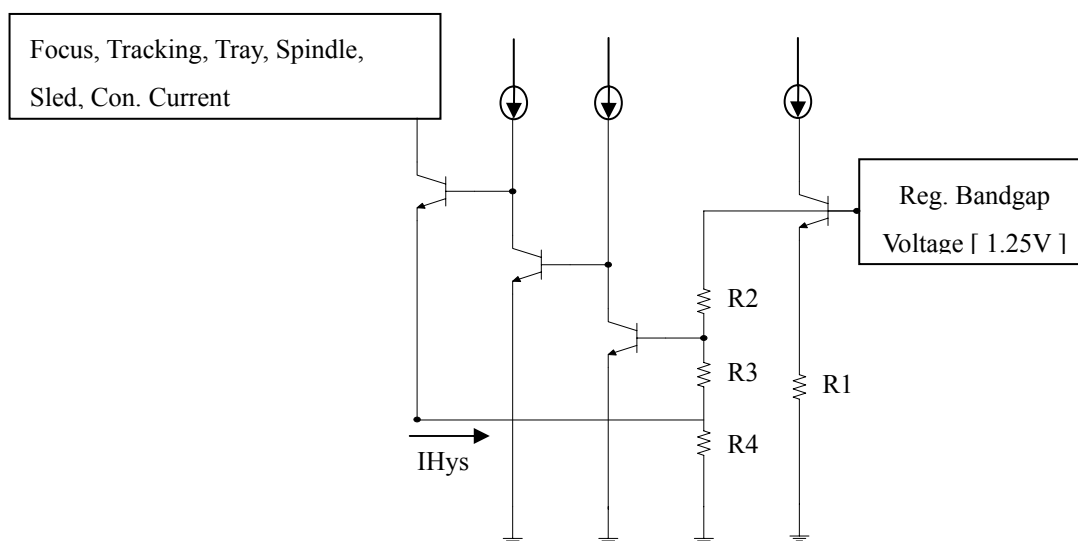 Focus, Tracking, Tray, Spindle,
Sled, Con. Current
Reg. Bandgap
Voltage [ 1.25V ]
R2
R3
R1
R4
IHys